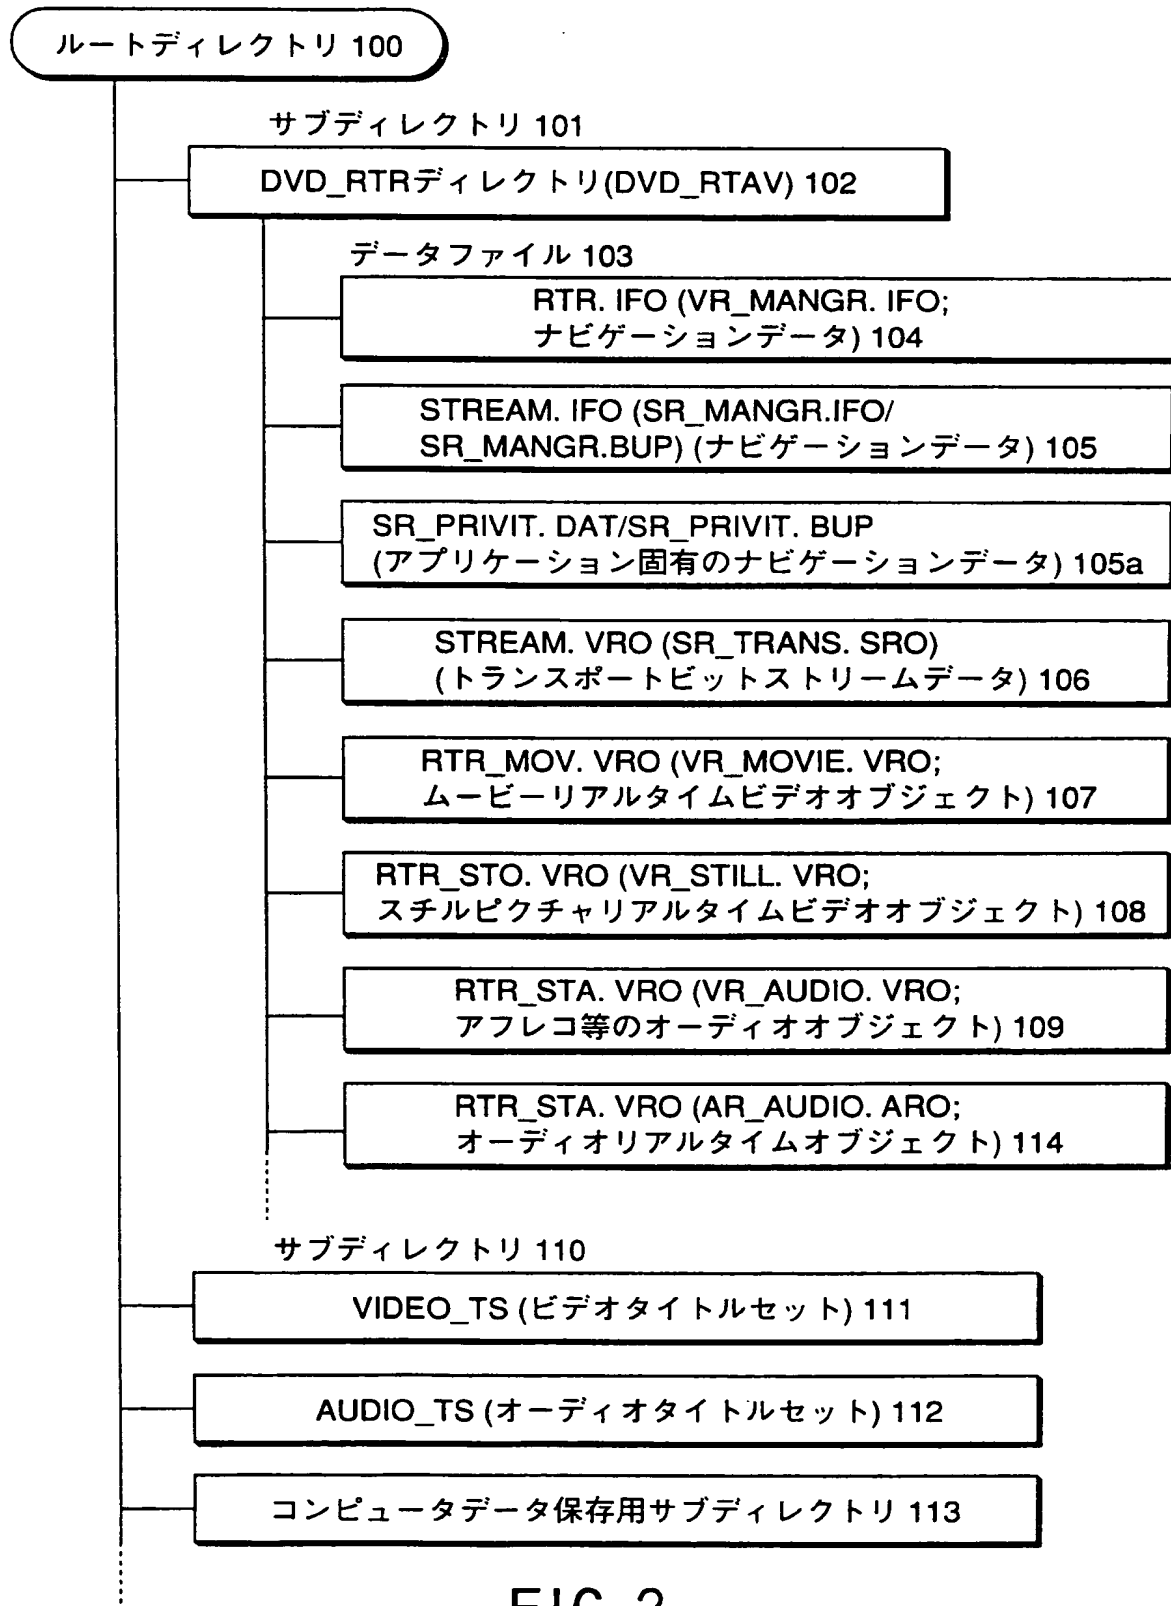 ルートディレクトリ 100
サブディレクトリ 101
DVD_RTRディレクトリ(DVD_RTAV) 102
データファイル 103
RTR. IFO (VR_MANGR. IFO;
ナビゲーションデータ) 104
STREAM. IFO (SR_MANGR.IFO/
SR_MANGR.BUP) (ナビゲーションデータ) 105
SR_PRIVIT. DAT/SR_PRIVIT. BUP
(アプリケーション固有のナビゲーションデータ) 105a
STREAM. VRO (SR_TRANS. SRO)
(トランスポートビットストリームデータ) 106
RTR_MOV. VRO (VR_MOVIE. VRO;
ムービーリアルタイムビデオオブジェクト) 107
RTR_STO. VRO (VR_STILL. VRO;
スチルピクチャリアルタイムビデオオブジェクト) 108
RTR_STA. VRO (VR_AUDIO. VRO;
アフレコ等のオーディオオブジェクト) 109
RTR_STA. VRO (AR_AUDIO. ARO;
オーディオリアルタイムオブジェクト) 114
サブディレクトリ 110
VIDEO_TS (ビデオタイトルセット) 111
AUDIO_TS (オーディオタイトルセット) 112
コンピュータデータ保存用サブディレクトリ 113
FIG. 2